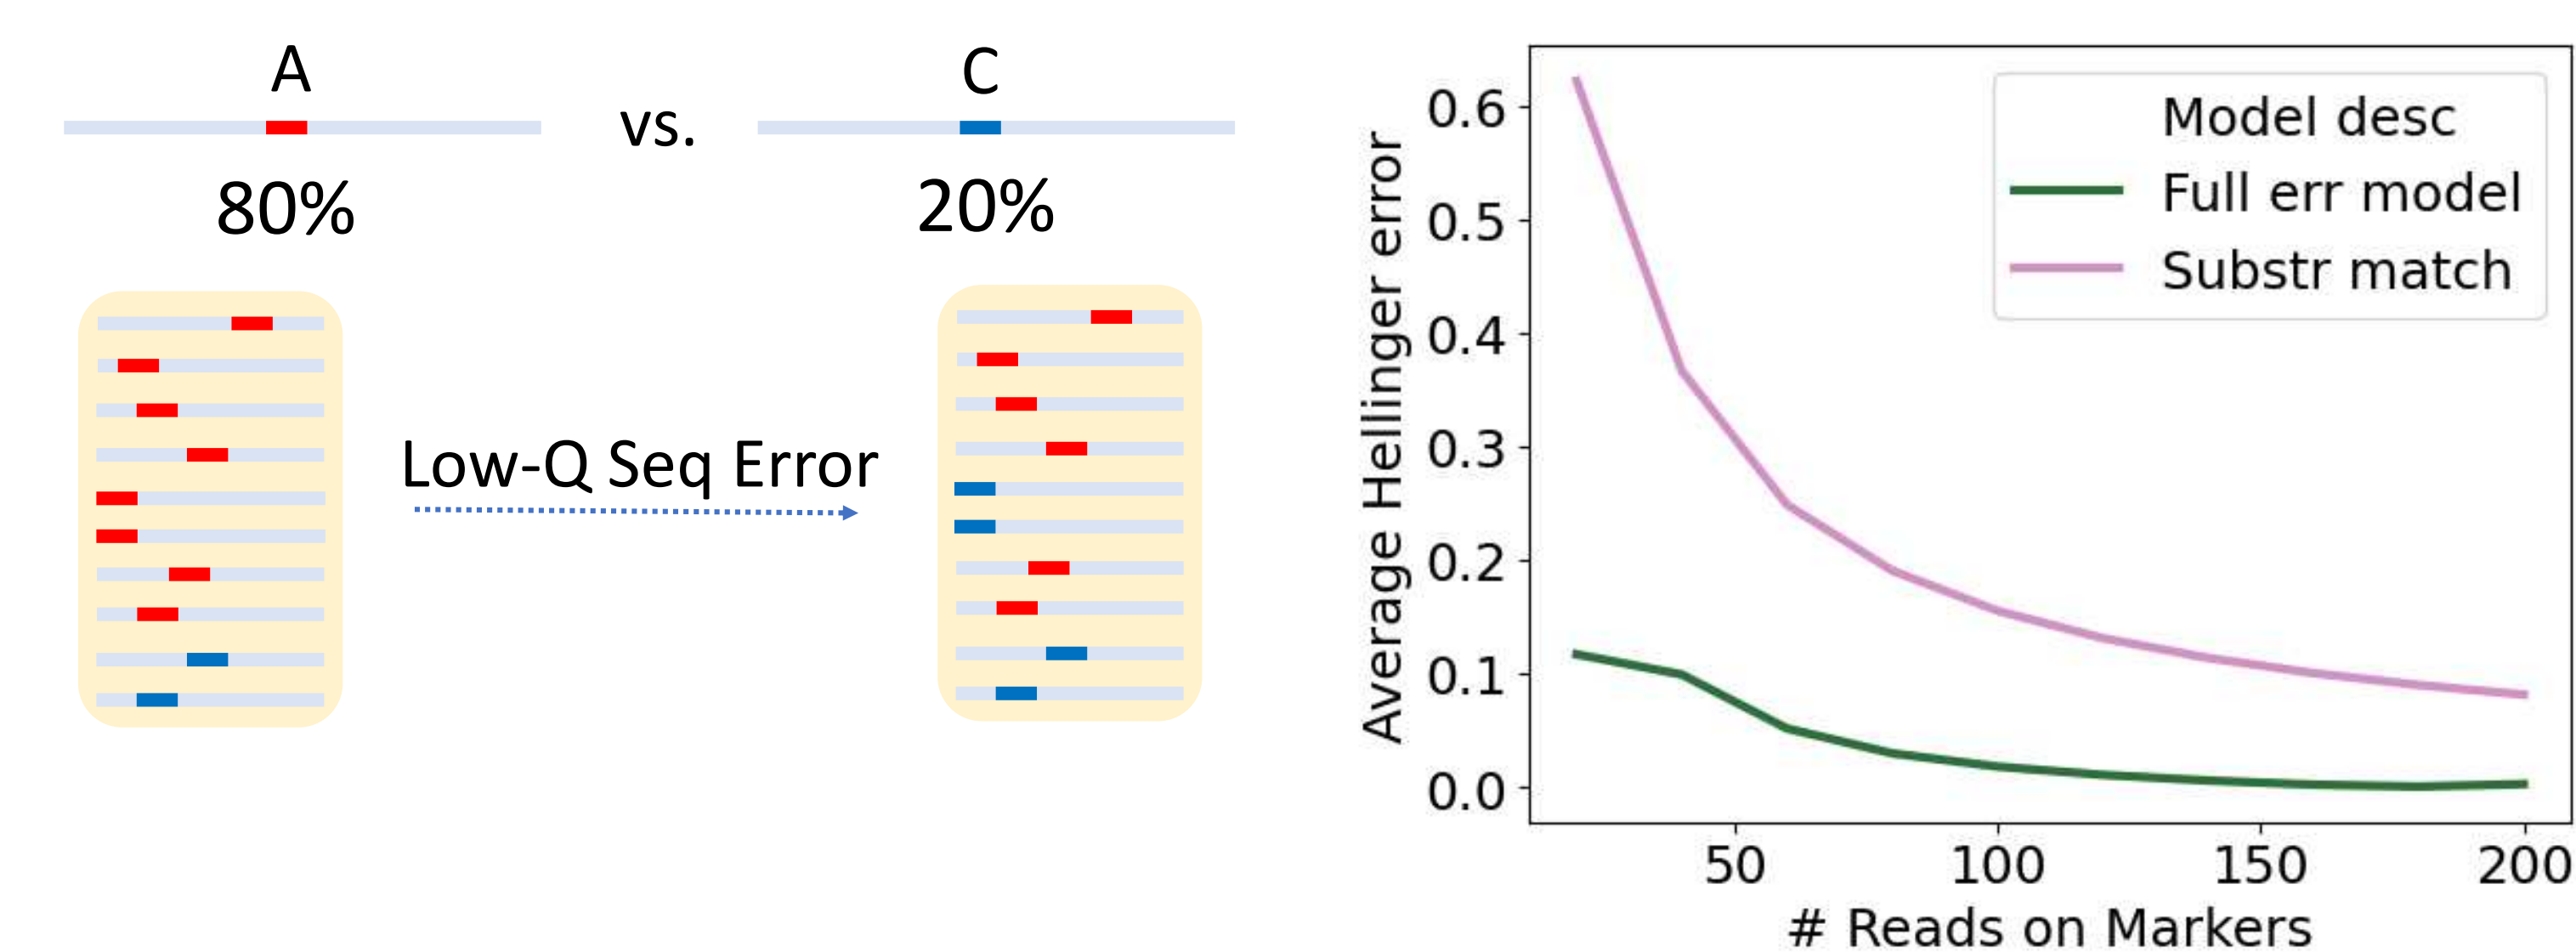 A
vs.
C
80%
20%
Low-Q Seq Error
Average Hellinger error
0.6
0.5
0.4
0.3
0.2
0.1
0.0
Model desc
Full err model
Substr match
50
100
150
200
# Reads on Markers